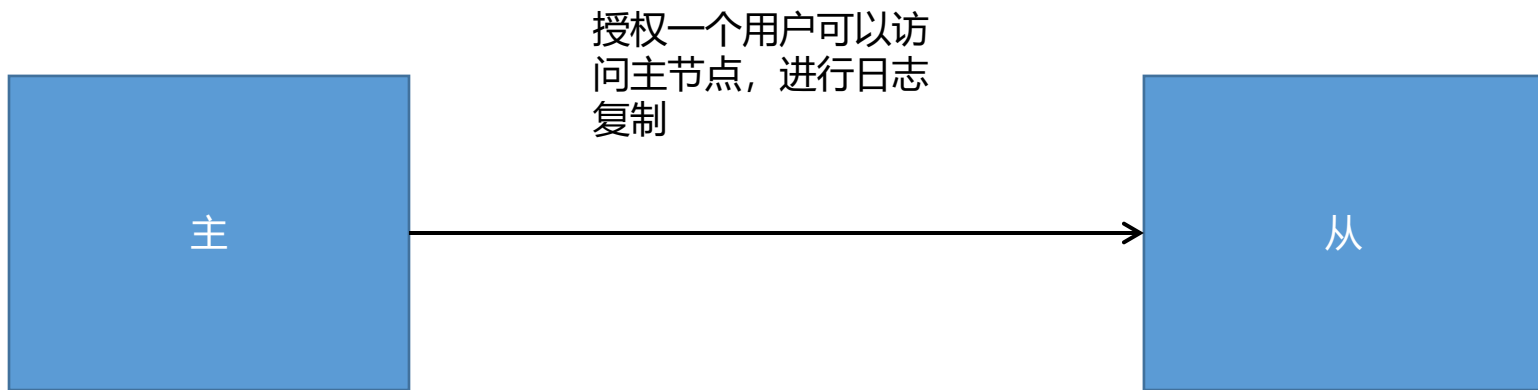 授权一个用户可以访
问主节点，进行日志
复制
主
从